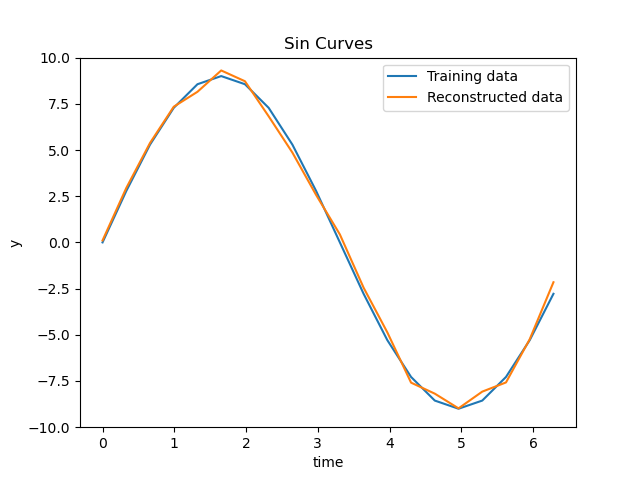 Sin Curves
Training data
Reconstructed data
10.0
7.5
5.0
2.5
0.0
−2.5
−5.0
−7.5
−10.0
y
0 1 2 3 4 5 6
time